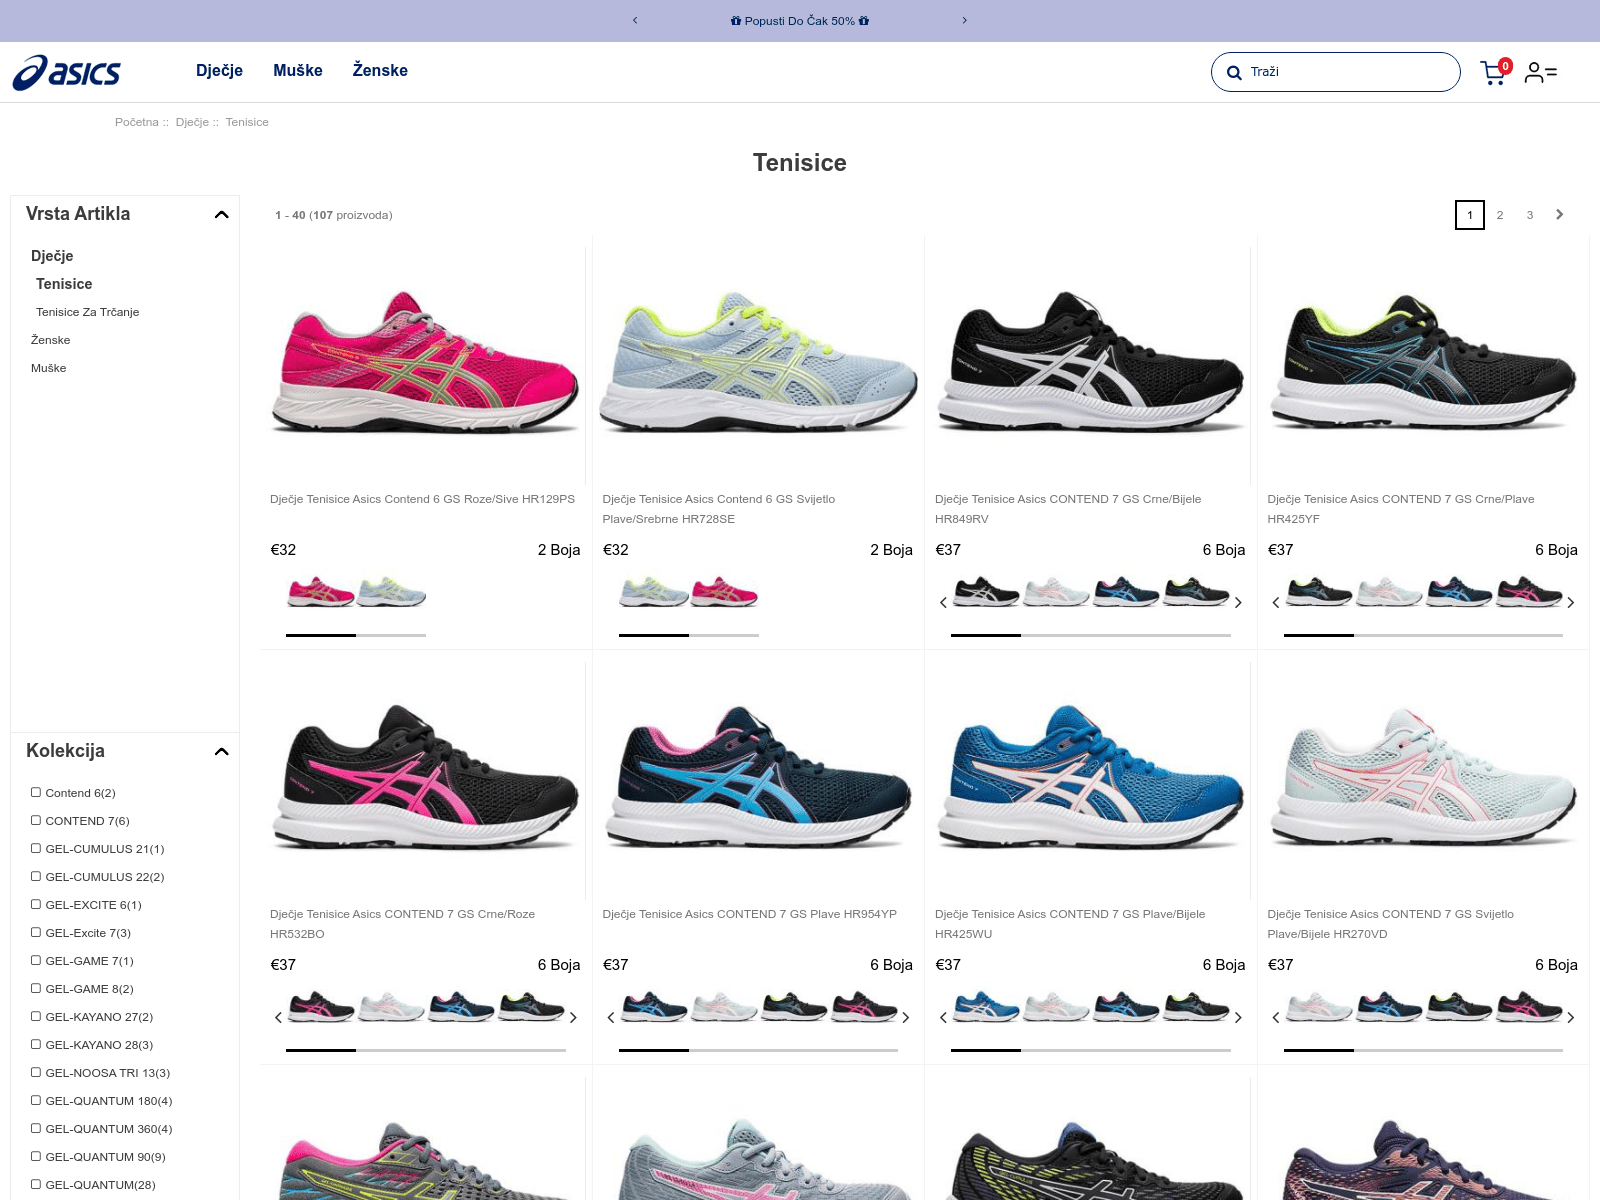 Popusti Do Čak 50%
asics
Dječje Muške Ženske
Traži
0
Početna :: Dječje :: Tenisice
Tenisice
Vrsta Artikla
Dječje
Tenisice
Tenisice Za Trčanje
Ženske
Muške
1 - 40 (107 proizvoda)
1 2 3
Dječje Tenisice Asics Contend 6 GS Roze/Sive HR129PS
€32 2 Boja
Dječje Tenisice Asics Contend 6 GS Svijetlo
Plave/Srebrne HR728SE
€32 2 Boja
Dječje Tenisice Asics CONTEND 7 GS Crne/Bijele
HR849RV
€37 6 Boja
Dječje Tenisice Asics CONTEND 7 GS Crne/Plave
HR425YF
€37 6 Boja
Kolekcija
Contend 6(2)
CONTEND 7(6)
GEL-CUMULUS 21(1)
GEL-CUMULUS 22(2)
GEL-EXCITE 6(1)
GEL-Excite 7(3)
GEL-GAME 7(1)
GEL-GAME 8(2)
GEL-KAYANO 27(2)
GEL-KAYANO 28(3)
GEL-NOOSA TRI 13(3)
GEL-QUANTUM 180(4)
GEL-QUANTUM 360(4)
GEL-QUANTUM 90(9)
GEL-QUANTUM(28)
Dječje Tenisice Asics CONTEND 7 GS Crne/Roze
HR532BO
€37 6 Boja
Dječje Tenisice Asics CONTEND 7 GS Plave HR954YP
€37 6 Boja
Dječje Tenisice Asics CONTEND 7 GS Plave/Bijele
HR425WU
€37 6 Boja
Dječje Tenisice Asics CONTEND 7 GS Svijetlo
Plave/Bijele HR270VD
€37 6 Boja